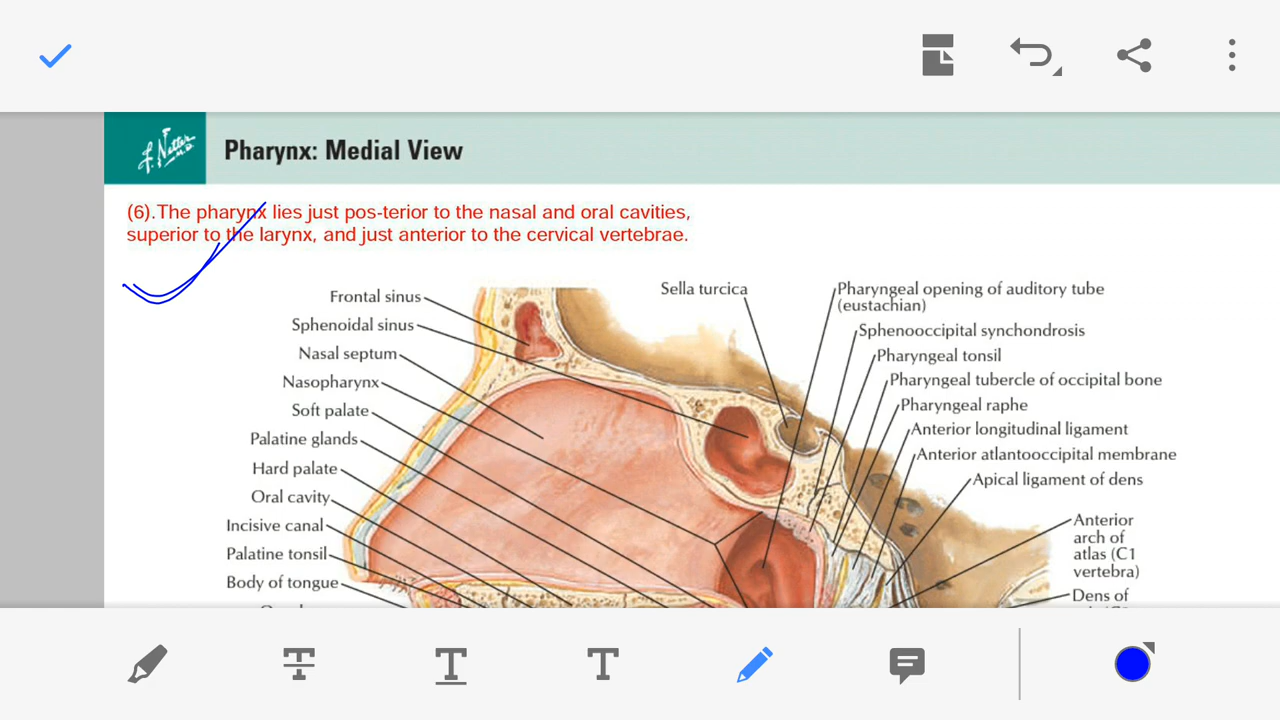 F. Netter M.D.
Pharynx: Medial View
(6).The pharynx lies just pos-terior to the nasal and oral cavities,
superior to the larynx, and just anterior to the cervical vertebrae.
Frontal sinus
Sphenoidal sinus
Nasal septum
Nasopharynx
Soft palate
Palatine glands
Hard palate
Oral cavity
Incisive canal
Palatine tonsil
Body of tongue
Sella turcica
Pharyngeal opening of auditory tube
(eustachian)
Sphenooccipital synchondrosis
Pharyngeal tonsil
Pharyngeal tubercle of occipital bone
Pharyngeal raphe
Anterior longitudinal ligament
Anterior atlantooccipital membrane
Apical ligament of dens
Anterior
arch of
atlas (C1
vertebra)
Dens of
T
T
T